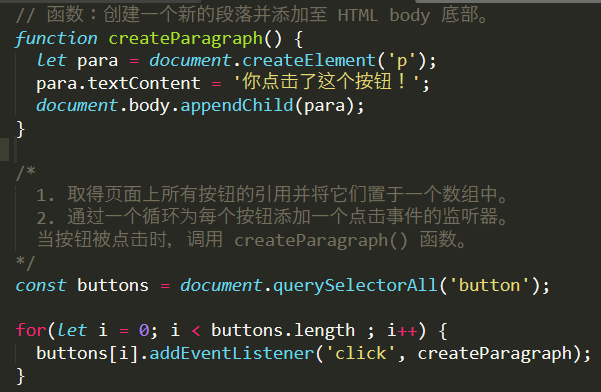 // 函数：创建一个新的段落并添加至 HTML body 底部。
function createParagraph() {
  let para = document.createElement('p');
  para.textContent = '你点击了这个按钮！';
  document.body.appendChild(para);
}

/*
  1. 取得页面上所有按钮的引用并将它们置于一个数组中。
  2. 通过一个循环为每个按钮添加一个点击事件的监听器。
  当按钮被点击时，调用 createParagraph() 函数。
*/
const buttons = document.querySelectorAll('button');

for(let i = 0; i < buttons.length ; i++) {
  buttons[i].addEventListener('click', createParagraph);
}